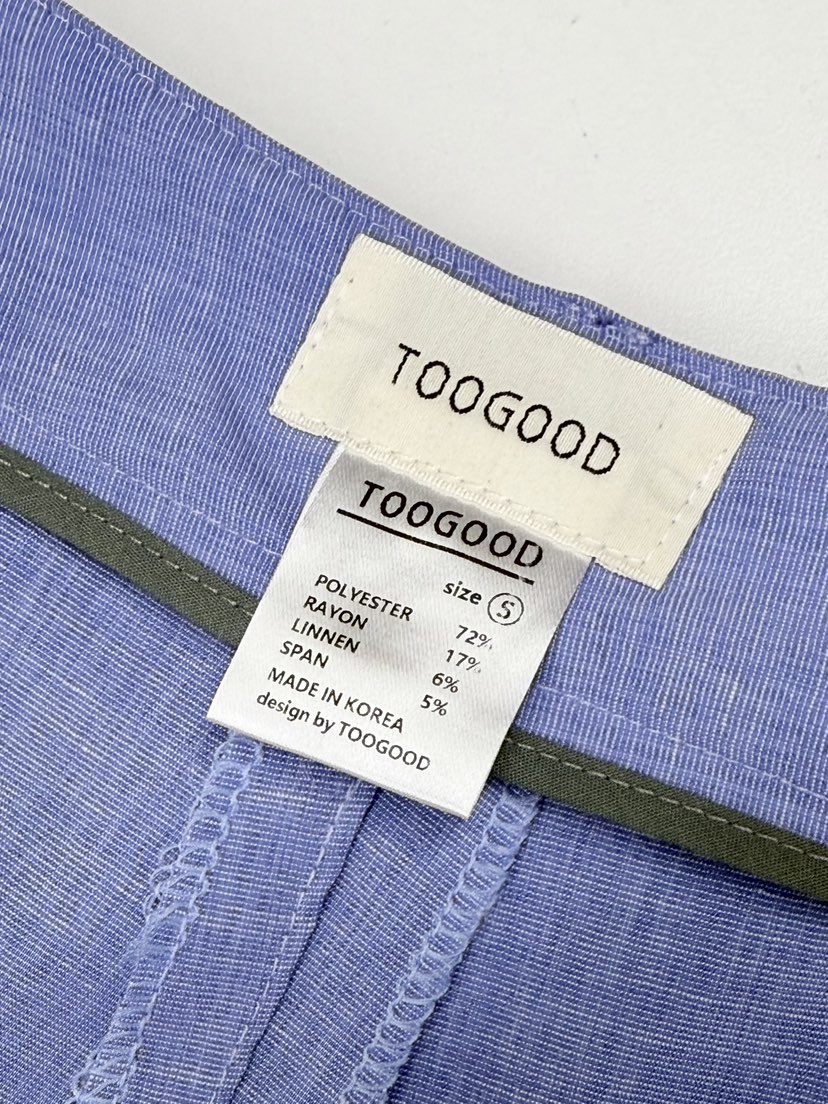 TOOGOOD
TOOGOOD
size S
POLYESTER 72%
RAYON 17%
LINNEN 6%
SPAN 5%
MADE IN KOREA
design by TOOGOOD